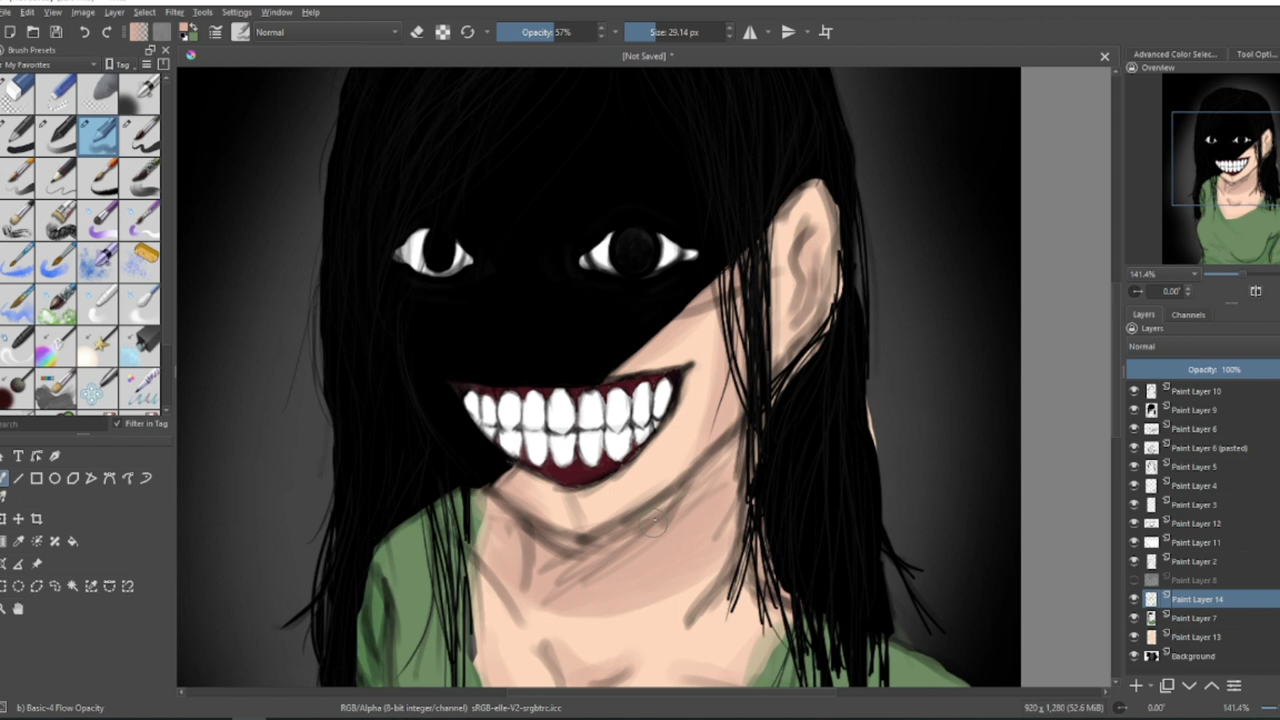 File Edit View Image Layer Select Filter Tools Settings Window Help
Normal Opacity: 57% Size: 29.14 px
Brush Presets [Not Saved] * Advanced Color Selec... Tool Opti...
My Favorites Tag Overview
141.4%
0.00°
Layers Channels
Layers
Normal
Opacity: 100%
Paint Layer 10
Paint Layer 9
Paint Layer 6
Paint Layer 6 (pasted)
Paint Layer 5
Paint Layer 4
Paint Layer 3
Paint Layer 12
Paint Layer 11
Paint Layer 2
Paint Layer 8
Paint Layer 14
Paint Layer 7
Paint Layer 13
Background
earch Filter in Tag
b) Basic-4 Flow Opacity RGB/Alpha (8-bit integer/channel) sRGB-elle-V2-srgbtrc.icc 920 x 1,280 (52.6 MiB) 0.00° 141.4%